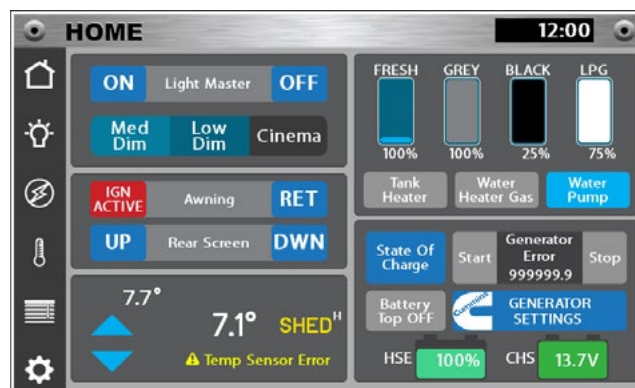 HOME
12:00
ON Light Master OFF
Med Low Cinema
Dim Dim
IGN
ACTIVE
Awning RET
UP Rear Screen DWN
7.7°
7.1° SHED H
Temp Sensor Error
FRESH GREY BLACK LPG
100% 100% 25% 75%
Tank
Heater
Water
Heater Gas
Water
Pump
State Of
Charge
Start
Generator
Error
999999.9
Stop
Battery
Top OFF
Cummins
GENERATOR
SETTINGS
HSE 100% CHS 13.7V